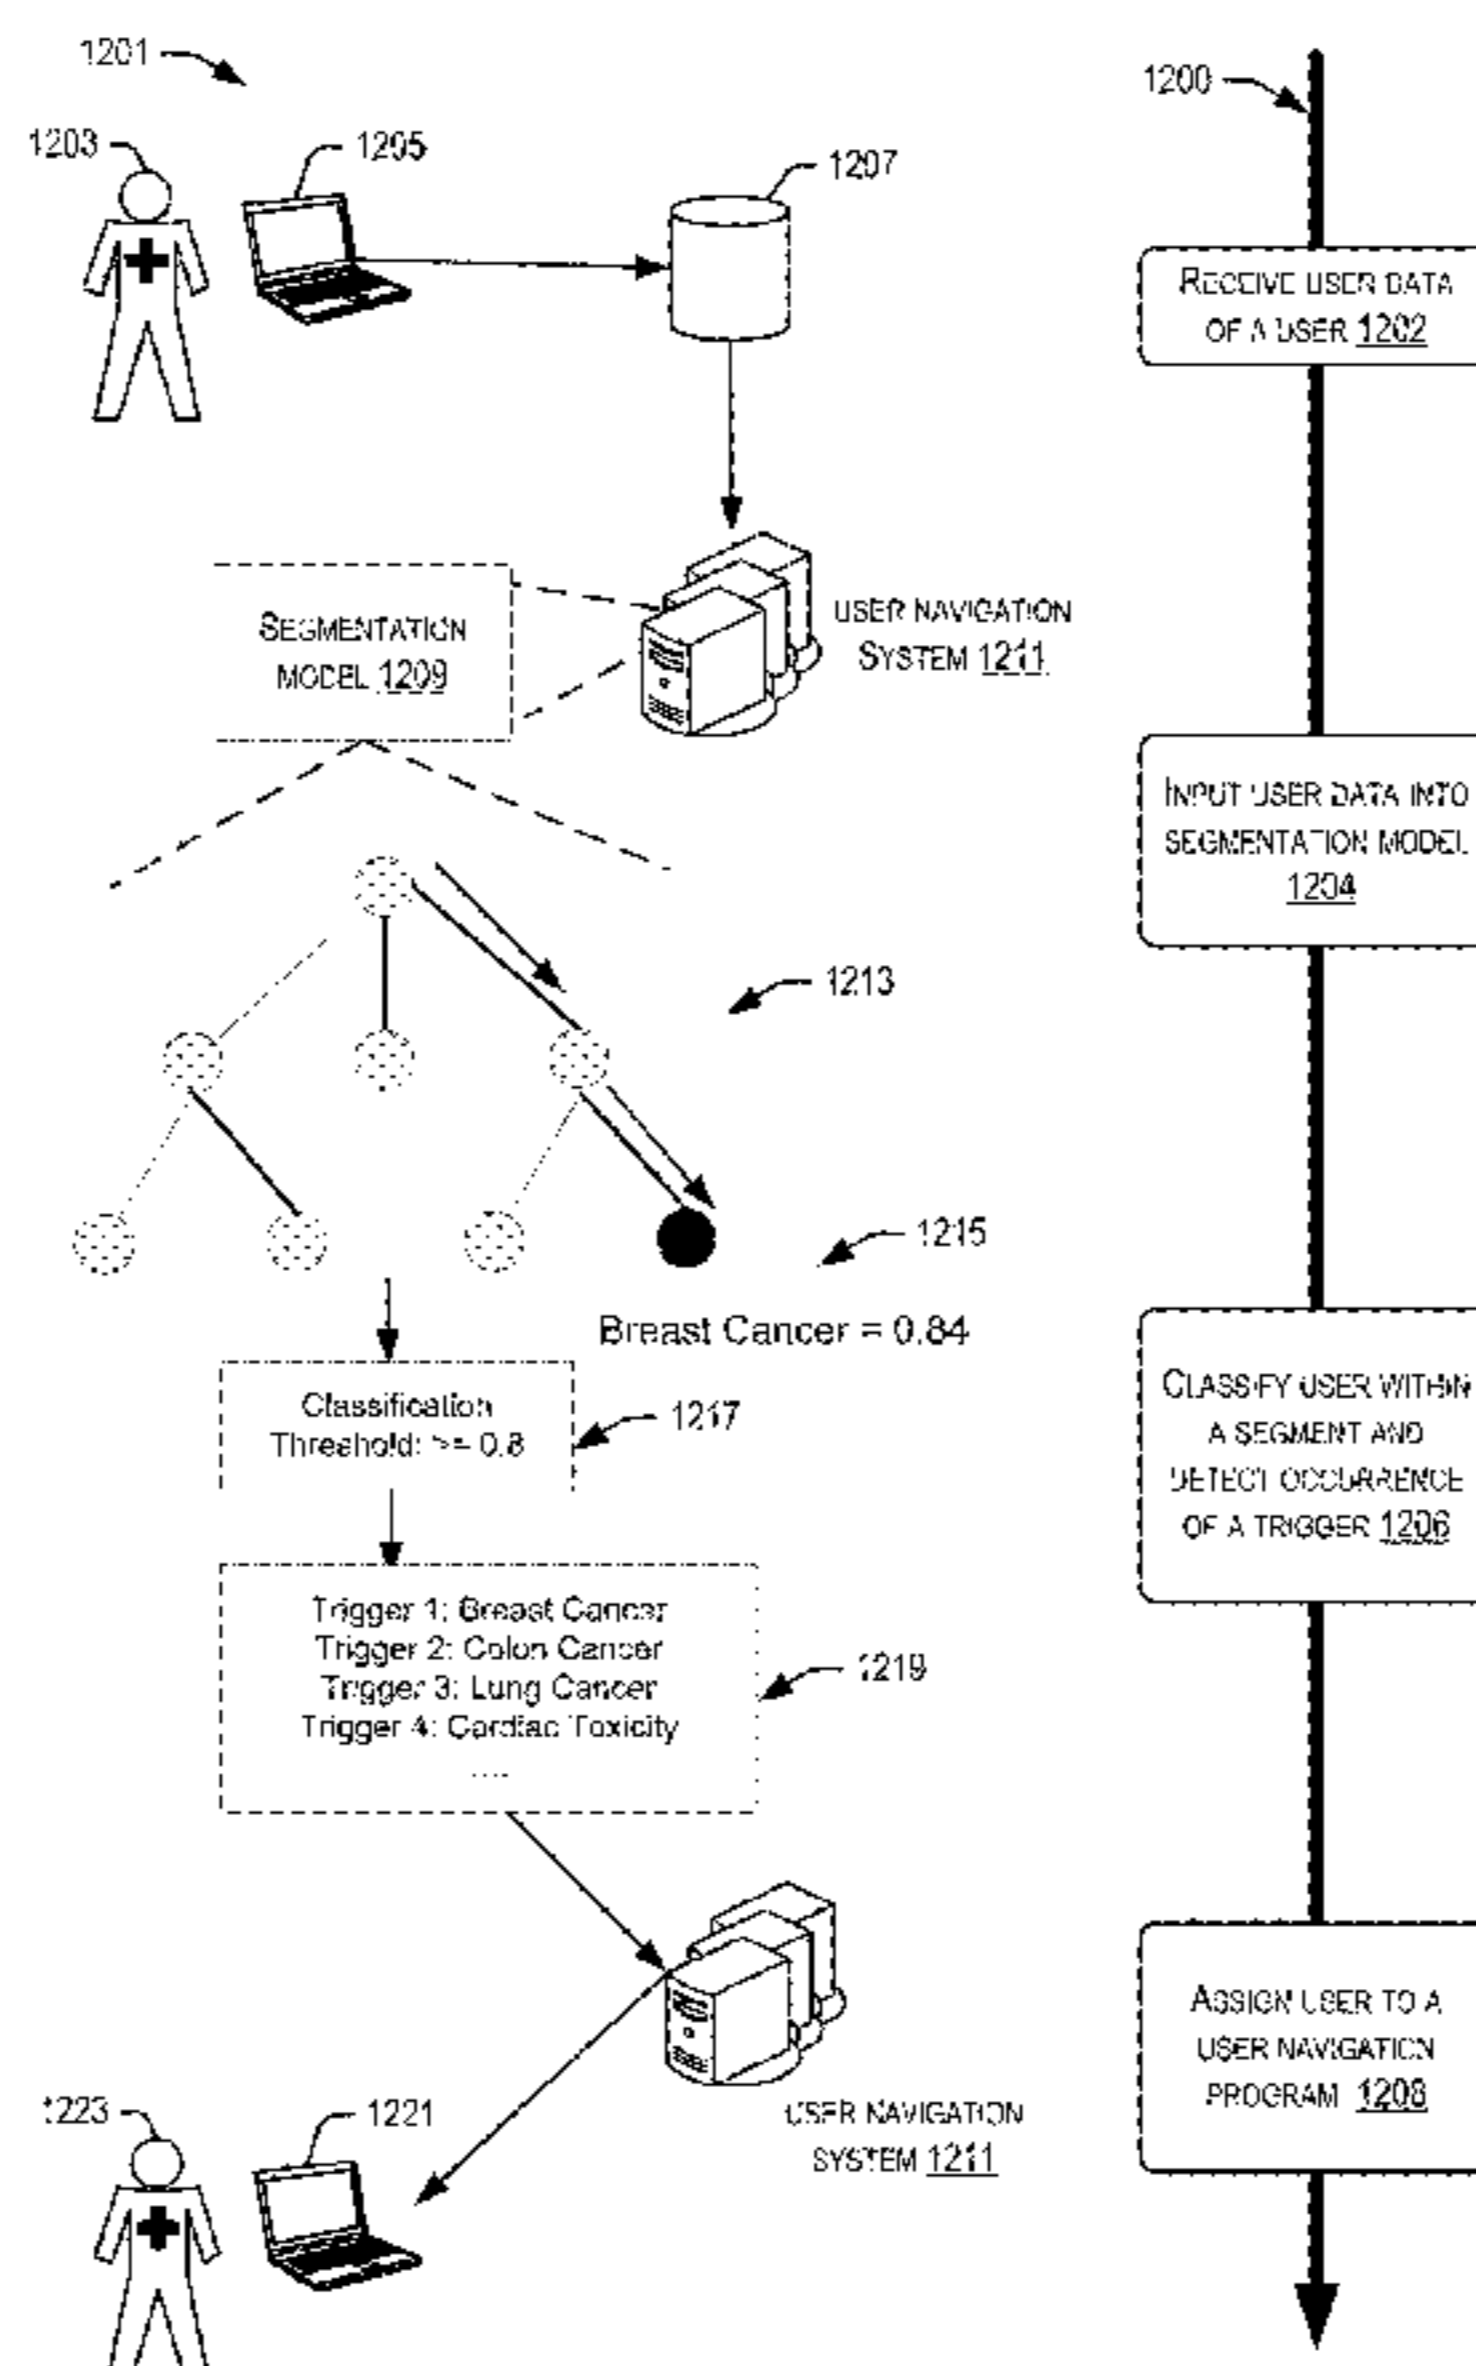 1201
1203
1205
1207
SEGMENTATION
MODEL 1209
USER NAVIGATION
SYSTEM 1211
1213
1215
Breast Cancer = 0.84
Classification
Threshold: >= 0.8
1217
Trigger 1: Breast Cancer
Trigger 2: Colon Cancer
Trigger 3: Lung Cancer
Trigger 4: Cardiac Toxicity
....
1219
USER NAVIGATION
SYSTEM 1211
1223
1221
1200
RECEIVE USER DATA
OF A USER 1202
INPUT USER DATA INTO
SEGMENTATION MODEL
1204
CLASSIFY USER WITHIN
A SEGMENT AND
DETECT OCCURRENCE
OF A TRIGGER 1206
ASSIGN USER TO A
USER NAVIGATION
PROGRAM 1208